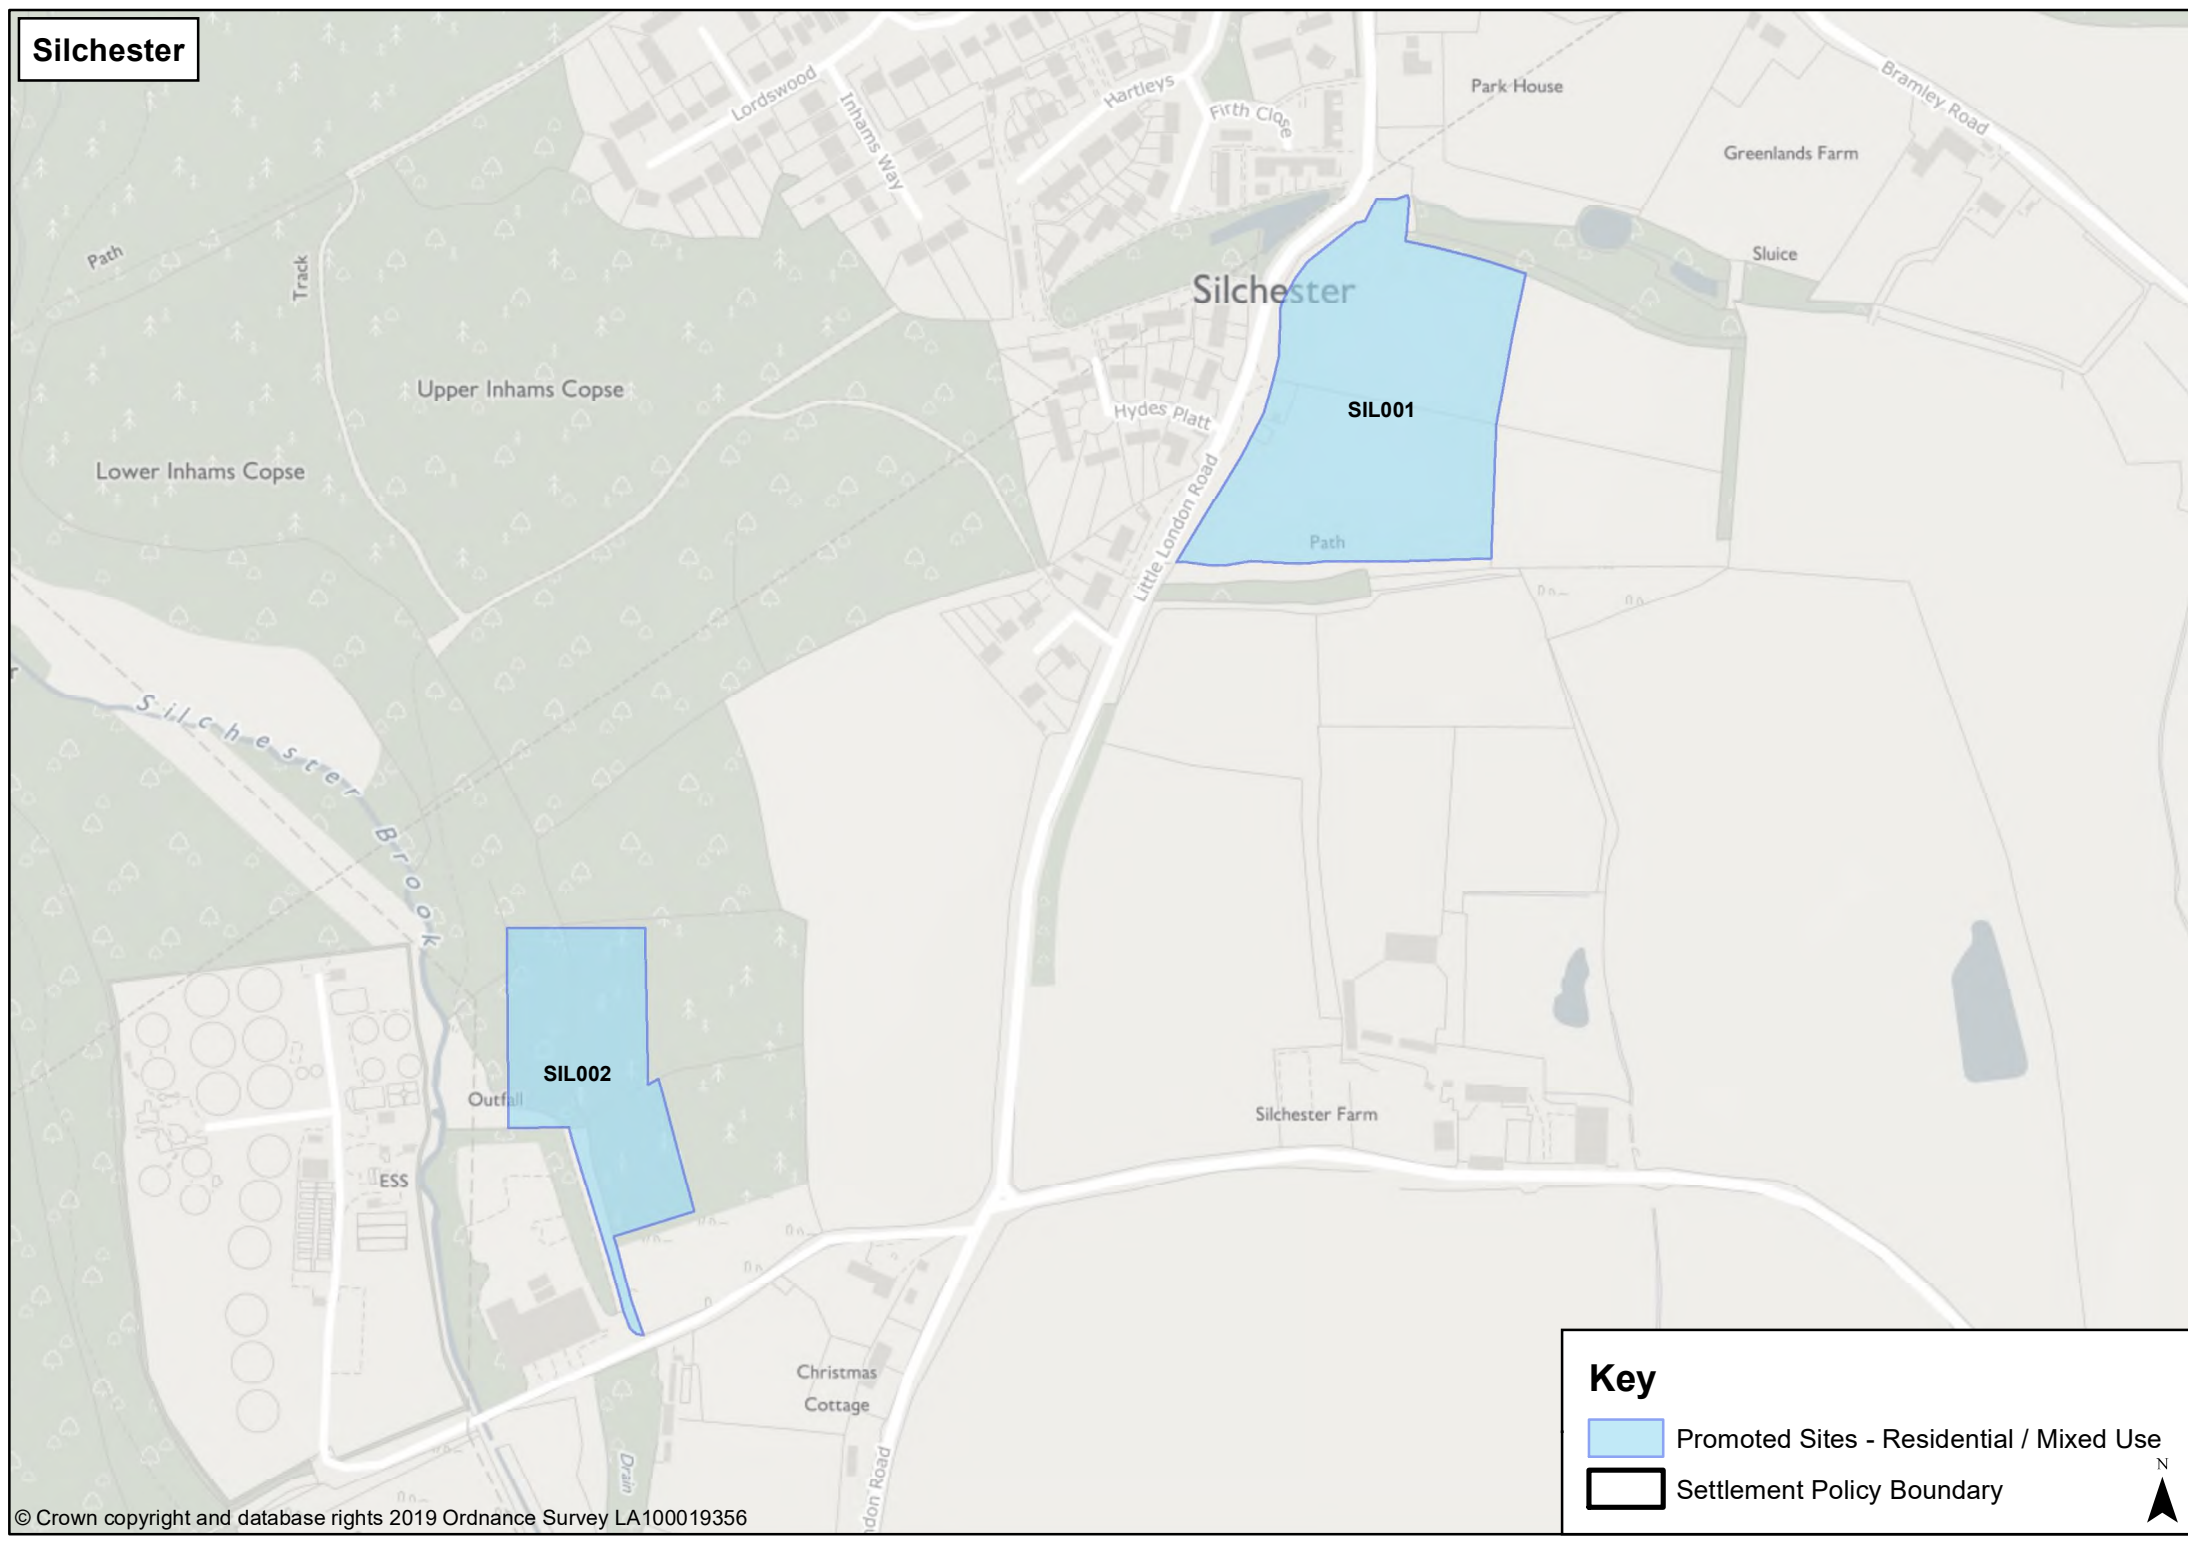 Silchester
Lordswood
Inhams Way
Hartleys
Firth Close
Park House
Bramley Road
Greenlands Farm
Path
Track
Sluice
Silchester
Upper Inhams Copse
SIL001
Hydes Platt
Lower Inhams Copse
Path
Little London Road
Silchester Brook
SIL002
Outfall
Silchester Farm
ESS
Christmas
Cottage
Drain
ndon Road
Key
Promoted Sites - Residential / Mixed Use
N
Settlement Policy Boundary
© Crown copyright and database rights 2019 Ordnance Survey LA100019356